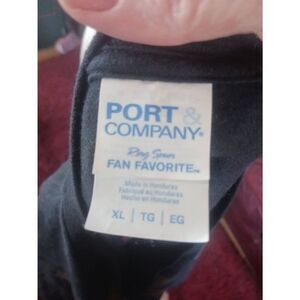 PORT &
COMPANY®
Ring Spun
FAN FAVORITE™
Made in Honduras
Fabriqué au Honduras
Hecho en Honduras
XL | TG | EG